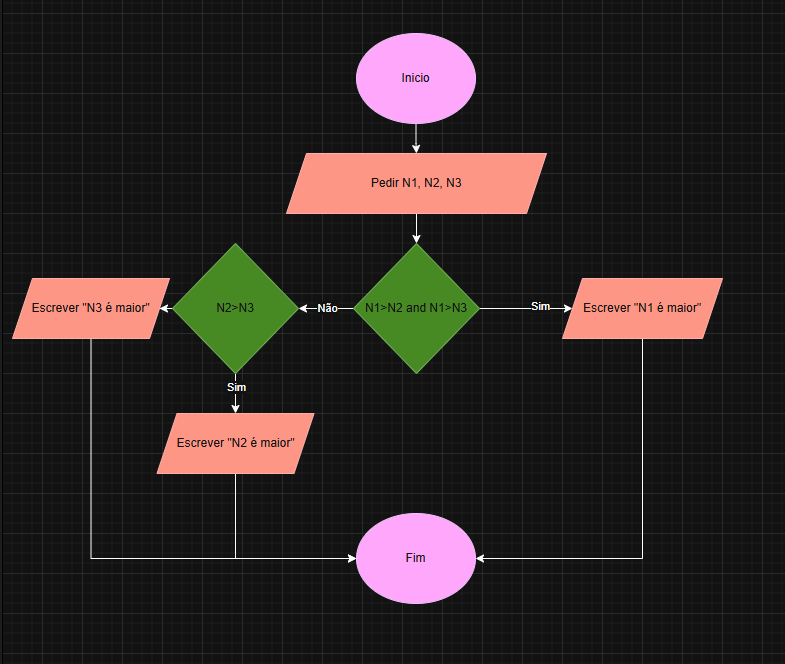 Inicio
Pedir N1, N2, N3
Escrever "N3 é maior"
N2>N3
Não
N1>N2 and N1>N3
Sim
Escrever "N1 é maior"
Sim
Escrever "N2 é maior"
Fim